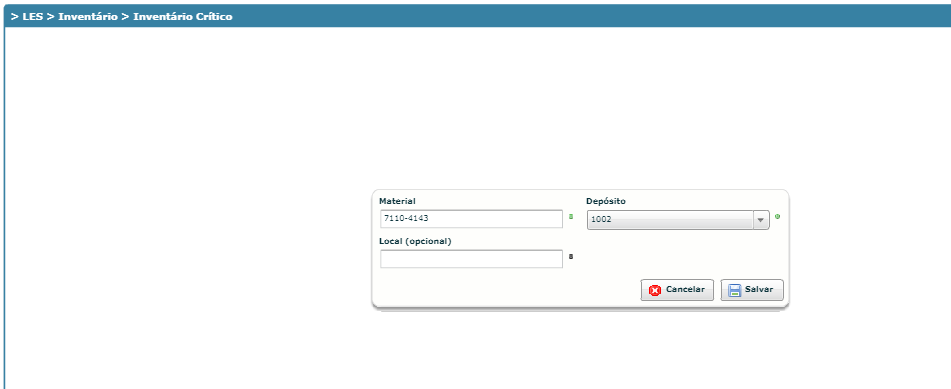 > LES > Inventário > Inventário Crítico
Material Depósito
7110-4143 1002
Local (opcional)
Cancelar Salvar